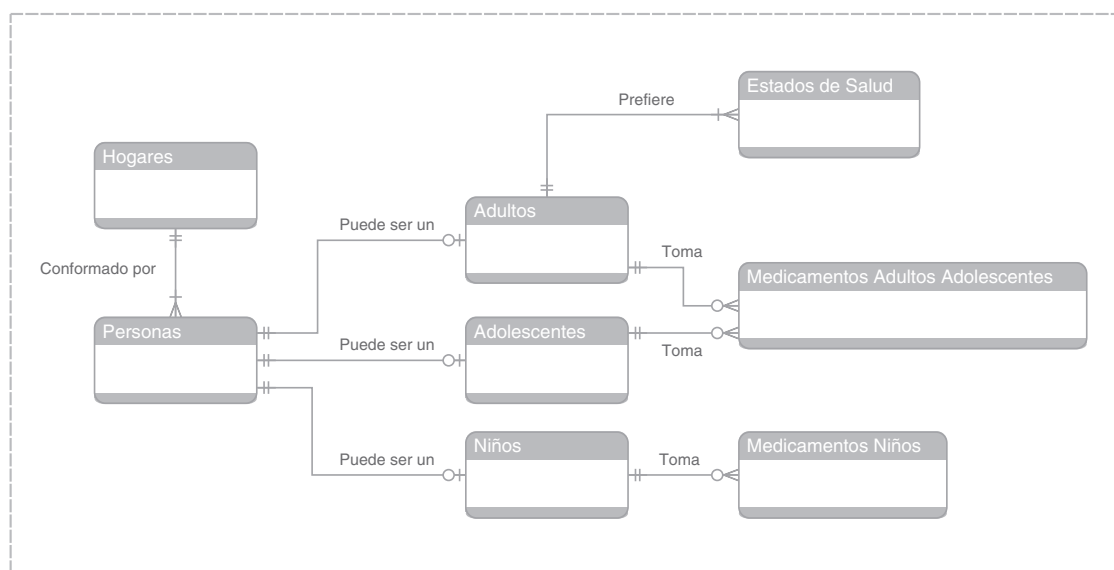 Estados de Salud
Prefiere
Hogares
Adultos
Puede ser un
Toma
Conformado por
Medicamentos Adultos Adolescentes
Personas
Adolescentes
Puede ser un
Toma
Niños
Medicamentos Niños
Puede ser un
Toma